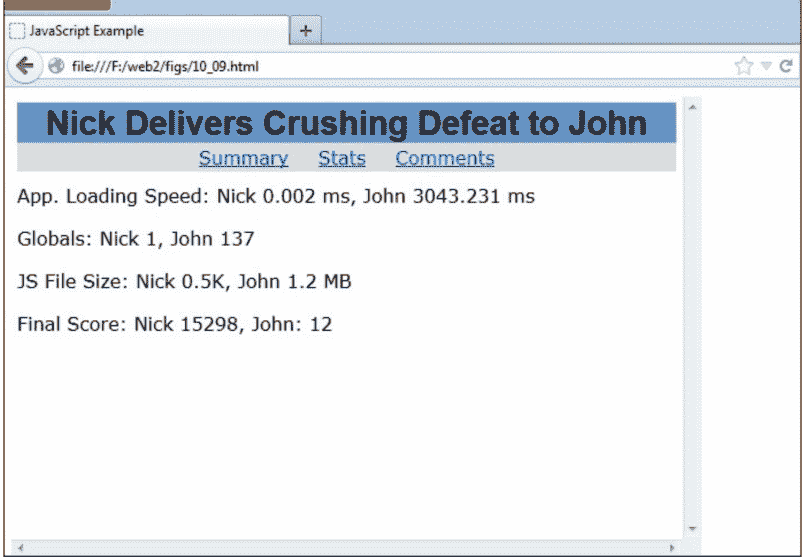 JavaScript Example
file:///F:/web2/figs/10_09.html
Nick Delivers Crushing Defeat to John
Summary Stats Comments
App. Loading Speed: Nick 0.002 ms, John 3043.231 ms
Globals: Nick 1, John 137
JS File Size: Nick 0.5K, John 1.2 MB
Final Score: Nick 15298, John: 12